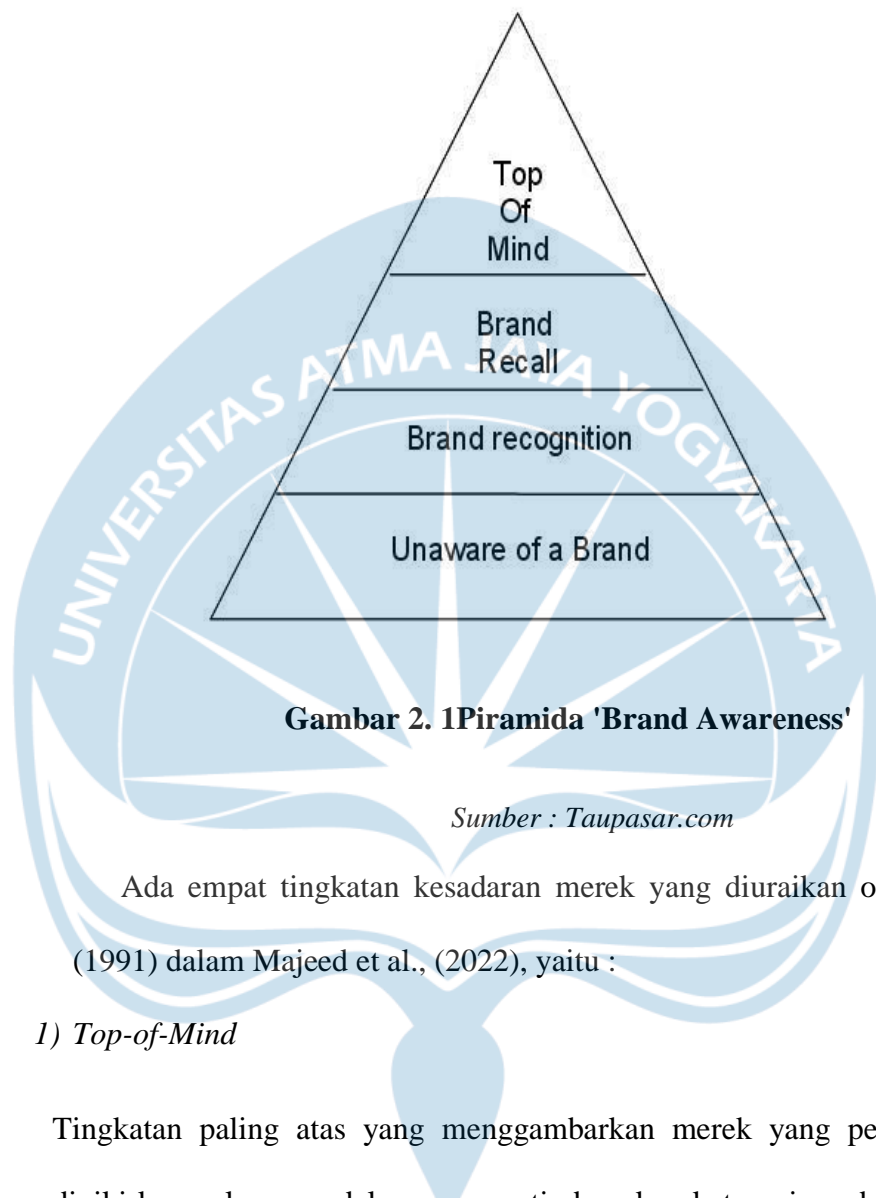 Top
Of
Mind
Brand
Recall
Brand recognition
Unaware of a Brand
UNIVERSITAS ATMA JAYA YOGYAKARTA
Gambar 2. 1Piramida 'Brand Awareness'
Sumber : Taupasar.com
Ada empat tingkatan kesadaran merek yang diuraikan
(1991) dalam Majeed et al., (2022), yaitu :
1) Top-of-Mind
Tingkatan paling atas yang menggambarkan merek yang